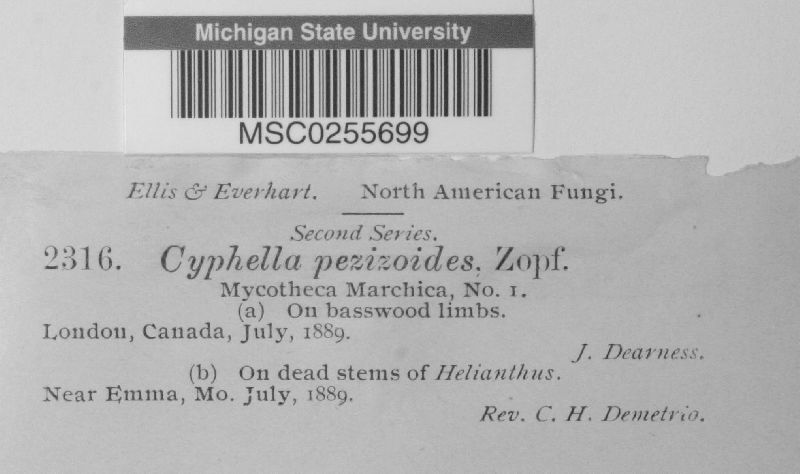 Michigan State University
MSC0255699
Ellis & Everhart. North American Fungi.
Second Series.
2316. Cyphella pezizoides, Zopf.
Mycotheca Marchica, No. 1.
(a) On basswood limbs.
London, Canada, July, 1889.
J. Dearness.
(b) On dead stems of Helianthus.
Near Emma, Mo. July, 1889.
Rev. C. H. Demetrio.